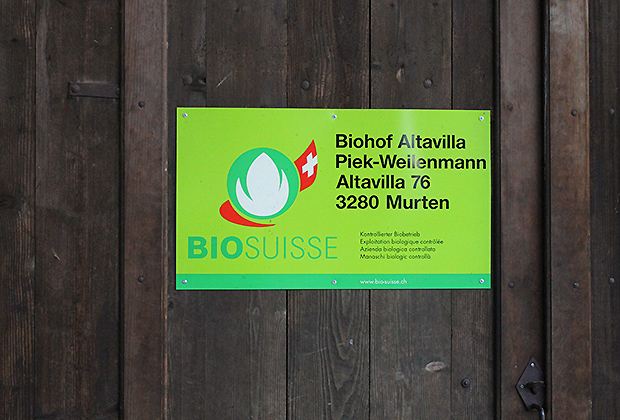 Biohof Altavilla
Piek-Weilenmann
Altavilla 76
3280 Murten
BIOSUISSE
Kontrollierter Biobetrieb
Exploitation biologique contrôlée
Azienda biologica controllata
Manaschi biologic controllà
www.bio-suisse.ch